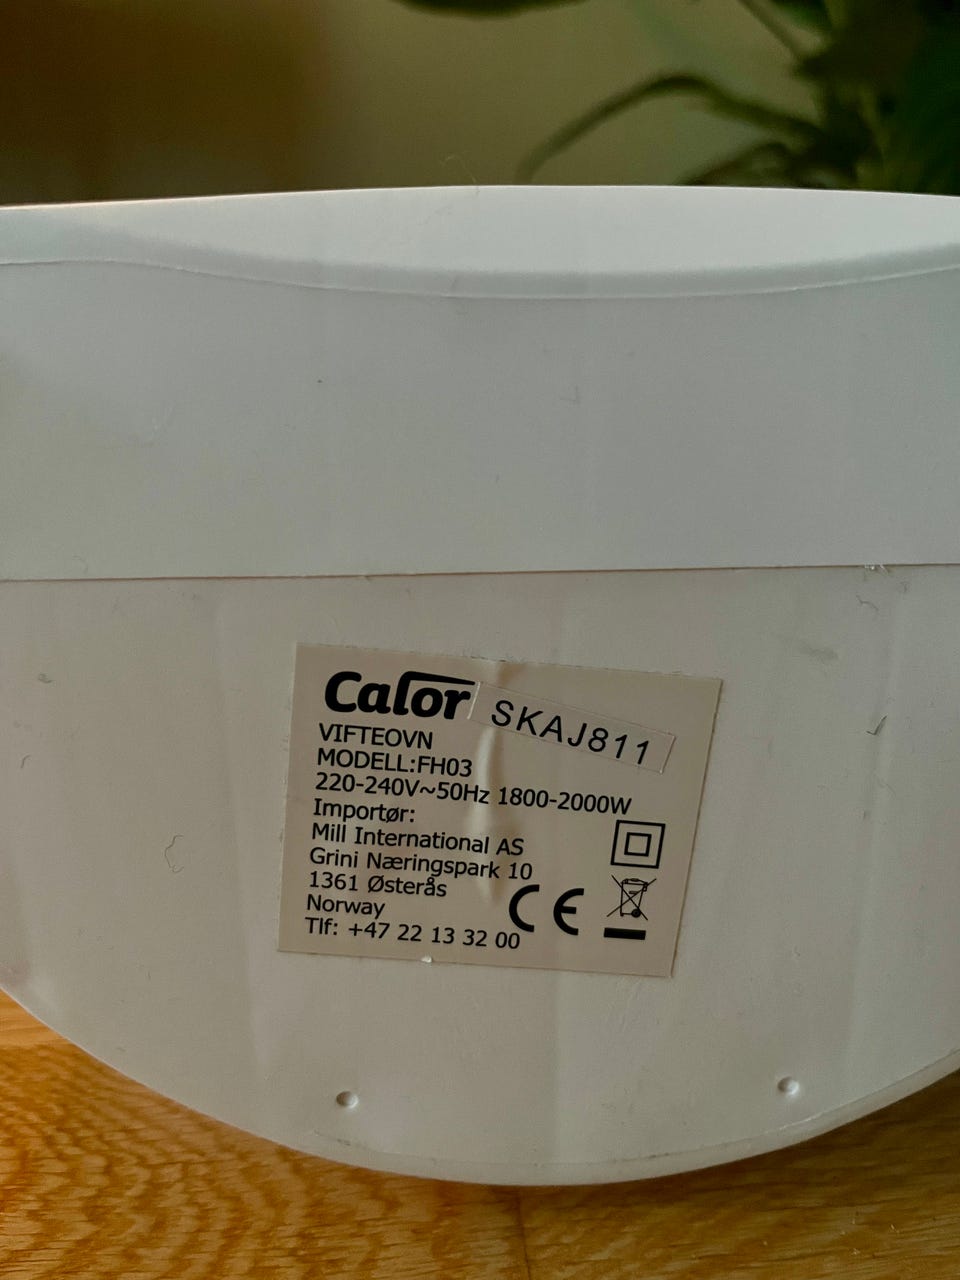 Calor SKAJ811
VIFTEOVN
MODELL:FH03
220-240V~50Hz 1800-2000W
Importør:
Mill International AS
Grini Næringspark 10
1361 Østerås
Norway
Tlf: +47 22 13 32 00
CE